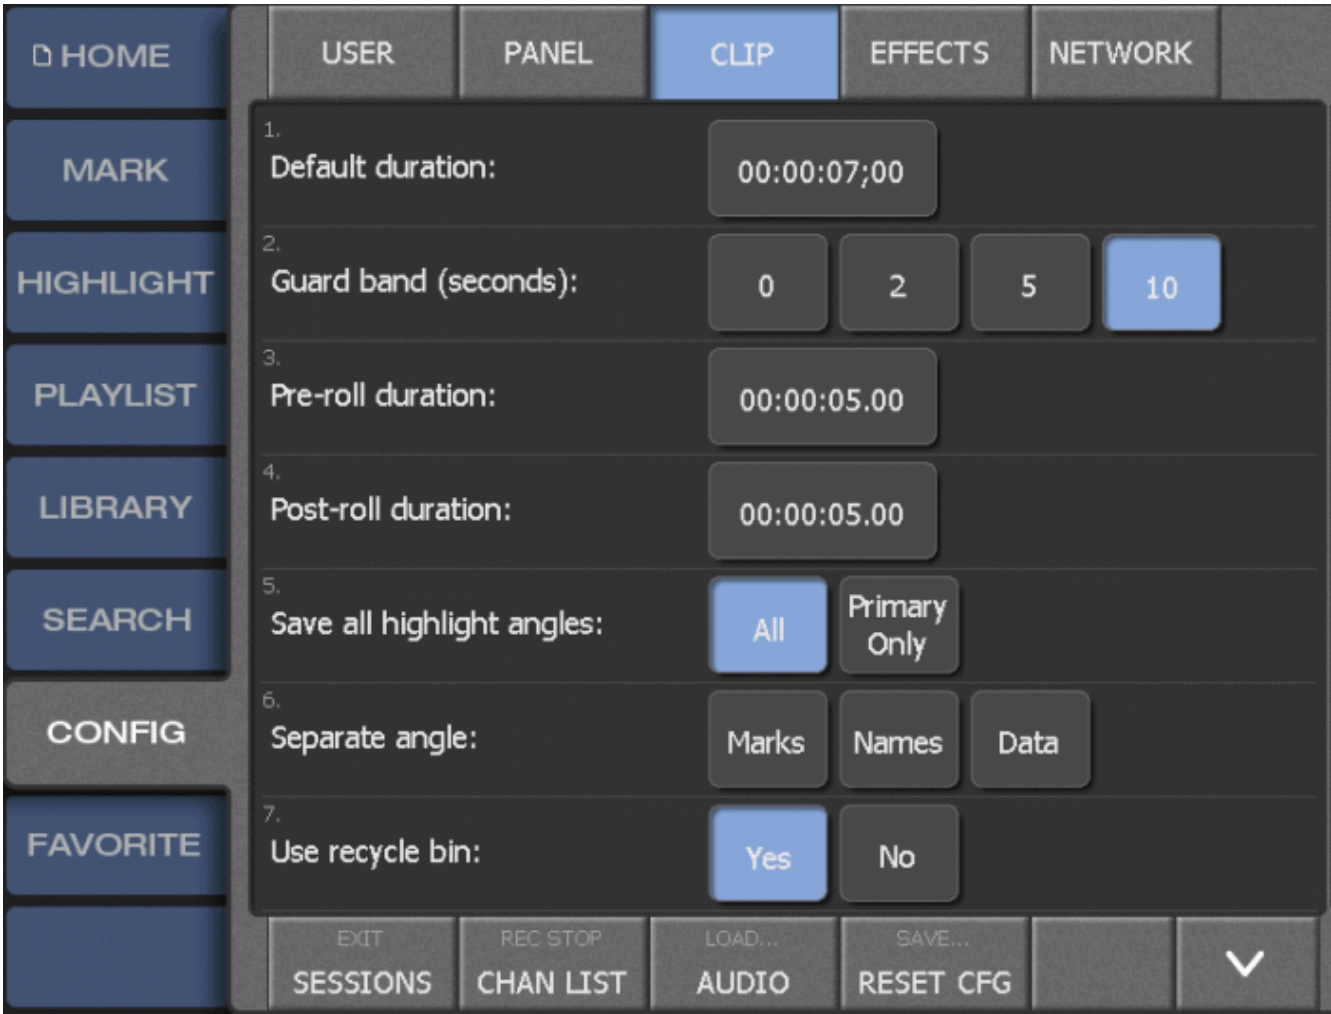 HOME
USER PANEL CLIP EFFECTS NETWORK
MARK
HIGHLIGHT
PLAYLIST
LIBRARY
SEARCH
CONFIG
FAVORITE
1.
Default duration: 00:00:07;00
2.
Guard band (seconds): 0 2 5 10
3.
Pre-roll duration: 00:00:05.00
4.
Post-roll duration: 00:00:05.00
5.
Save all highlight angles: All Primary
Only
6.
Separate angle: Marks Names Data
7.
Use recycle bin: Yes No
EXIT REC STOP LOAD... SAVE...
SESSIONS CHAN LIST AUDIO RESET CFG